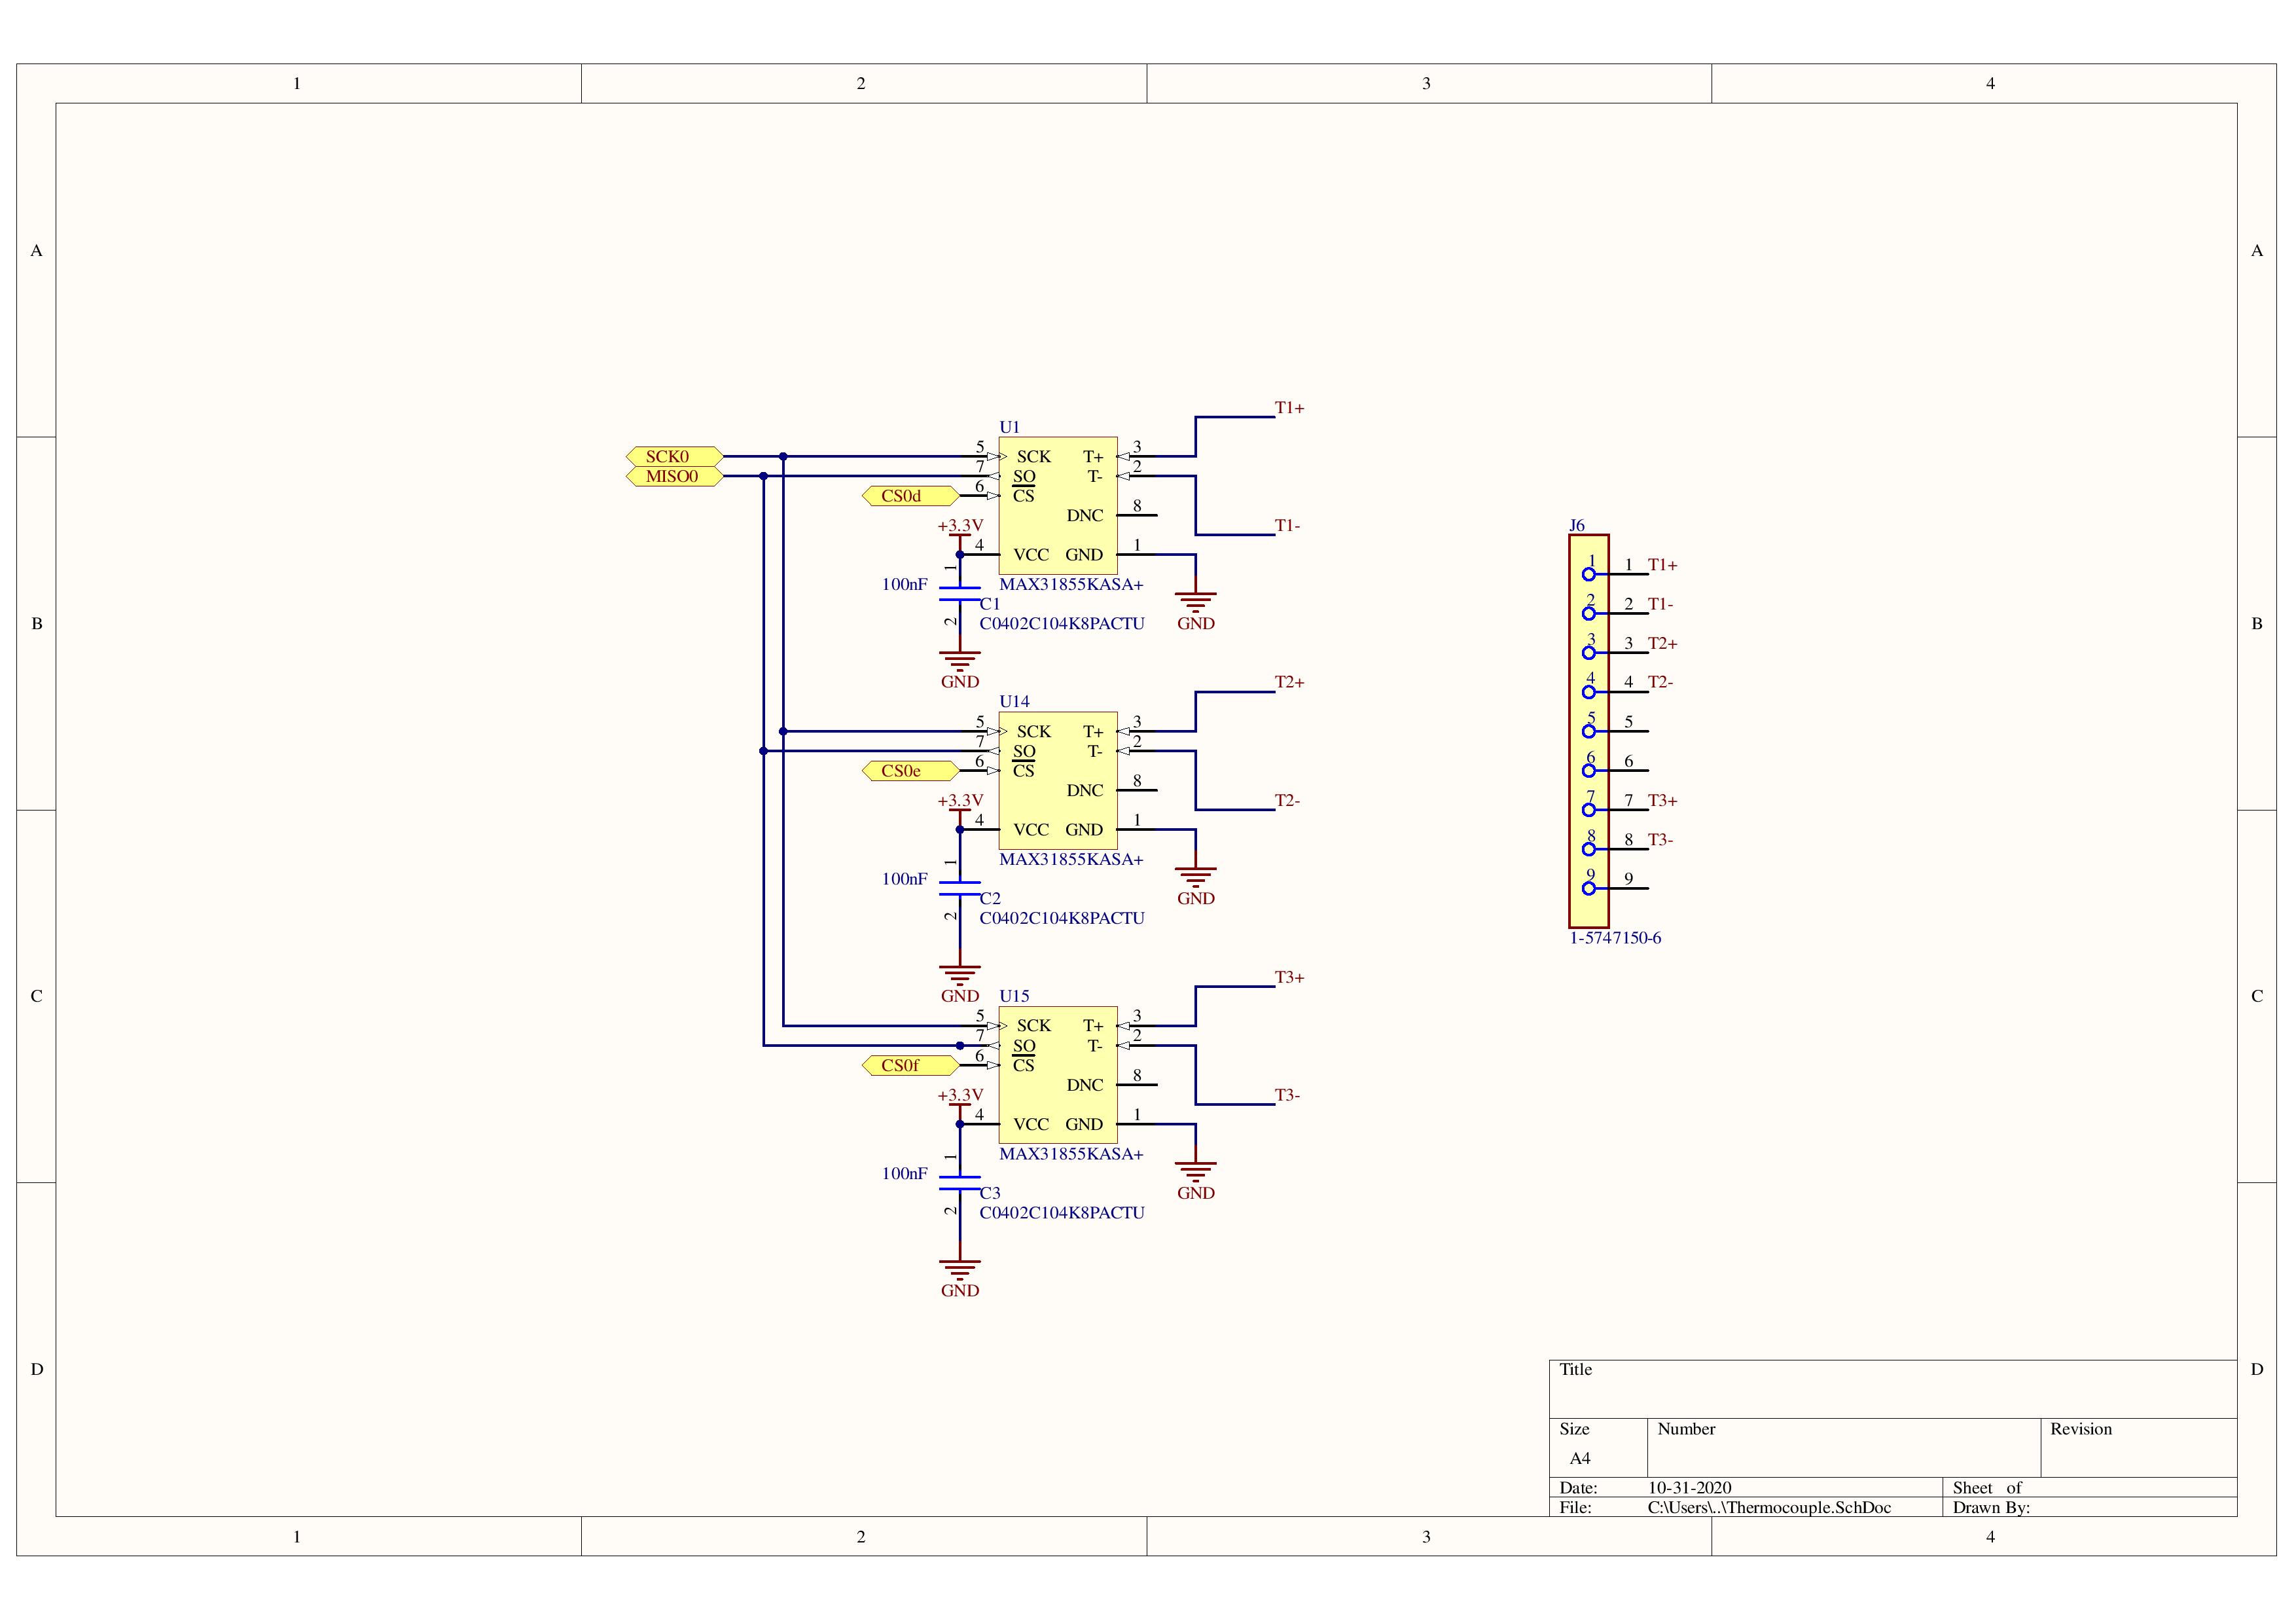 1 2 3 4
A A
B B
C C
D D
SCK0
MISO0
CS0d
+3.3V
100nF
C1
C0402C104K8PACTU
GND
U1
5 SCK T+ 3
7 SO T- 2
6 CS
DNC 8
4 VCC GND 1
MAX31855KASA+
T1+
T1-
GND
CS0e
+3.3V
100nF
C2
C0402C104K8PACTU
GND
U14
5 SCK T+ 3
7 SO T- 2
6 CS
DNC 8
4 VCC GND 1
MAX31855KASA+
T2+
T2-
GND
CS0f
+3.3V
100nF
C3
C0402C104K8PACTU
GND
U15
5 SCK T+ 3
7 SO T- 2
6 CS
DNC 8
4 VCC GND 1
MAX31855KASA+
T3+
T3-
GND
1
2
1
2
1
2
J6
1 1 T1+
2 2 T1-
3 3 T2+
4 4 T2-
5 5
6 6
7 7 T3+
8 8 T3-
9 9
1-5747150-6
Title
Size Number Revision
A4
Date: 10-31-2020 Sheet of
File: C:\Users\..\Thermocouple.SchDoc Drawn By:
1 2 3 4